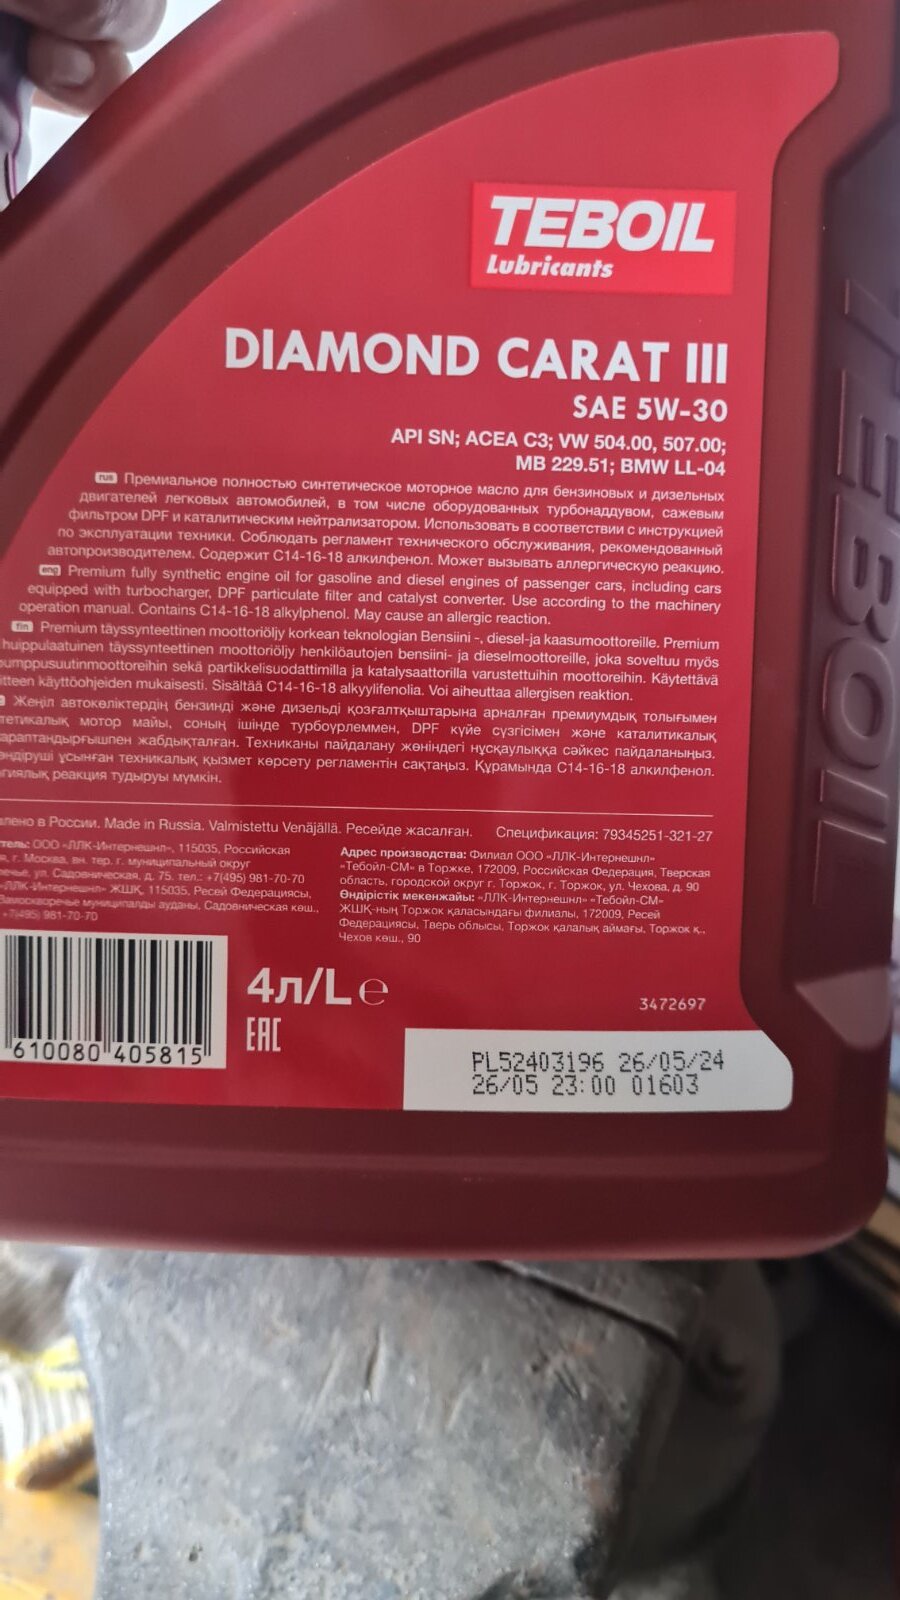 TEBOIL
Lubricants
DIAMOND CARAT III
SAE 5W-30
API SN; ACEA C3; VW 504.00, 507.00;
MB 229.51; BMW LL-04
rus Премиальное полностью синтетическое моторное масло для бензиновых и дизельных
двигателей легковых автомобилей, в том числе оборудованных турбонаддувом, сажевым
фильтром DPF и каталитическим нейтрализатором. Использовать в соответствии с инструкцией
по эксплуатации техники. Соблюдать регламент технического обслуживания, рекомендованный
автопроизводителем. Содержит С14-16-18 алкилфенол. Может вызывать аллергическую реакцию.
eng Premium fully synthetic engine oil for gasoline and diesel engines of passenger cars, including cars
equipped with turbocharger, DPF particulate filter and catalyst converter. Use according to the machinery
operation manual. Contains C14-16-18 alkylphenol. May cause an allergic reaction.
fin Premium täyssynteettinen moottoriöljy korkean teknologian Bensiini -, diesel-ja kaasumoottoreille. Premium
huippulaatuinen täyssynteettinen moottoriöljy henkilöautojen bensiini- ja dieselmoottoreille, joka soveltuu myös
umppusuutinmoottoreihin sekä partikkelisuodattimilla ja katalysaattorilla varustettuihin moottoreihin. Käytettävä
itteen käyttöohjeiden mukaisesti. Sisältää C14-16-18 alkyylifenolia. Voi aiheuttaa allergisen reaktion.
Жеңіл автокөліктердің бензинді және дизельді қозғалтқыштарына арналған премиумдық толығымен
тетикалық мотор майы, соның ішінде турбоүрлеммен, DPF күйе сүзгісімен және каталитикалық
араптандырғышпен жабдықталған. Техниканы пайдалану жөніндегі нұсқаулыққа сәйкес пайдаланыңыз.
өндіруші ұсынған техникалық қызмет көрсету регламентін сақтаңыз. Құрамында С14-16-18 алкилфенол.
гиялық реакция тудыруы мүмкін.
влено в России. Made in Russia. Valmistettu Venäjällä. Ресейде жасалған. Спецификация: 79345251-321-27
тель: ООО «ЛЛК-Интернешнл», 115035, Российская
я, г. Москва, вн. тер. г. муниципальный округ
речье, ул. Садовническая, д. 75. тел.: +7(495) 981-70-70
«ЛЛК-Интернешнл» ЖШҚ, 115035, Ресей Федерациясы,
Замоскворечье муниципалды ауданы, Садовническая көш.,
+7(495) 981-70-70
Адрес производства: Филиал ООО «ЛЛК-Интернешнл»
«Тебойл-СМ» в Торжке, 172009, Российская Федерация, Тверская
область, городской округ г. Торжок, г. Торжок, ул. Чехова, д. 90
Өндірістік мекенжайы: «ЛЛК-Интернешнл» «Тебойл-СМ»
ЖШҚ-ның Торжок қаласындағы филиалы, 172009, Ресей
Федерациясы, Тверь облысы, Торжок қалалық аймағы, Торжок қ.,
Чехов көш., 90
610080 405815
4л/L e
EAC
3472697
PL52403196 26/05/24
26/05 23:00 01603
TEBOIL